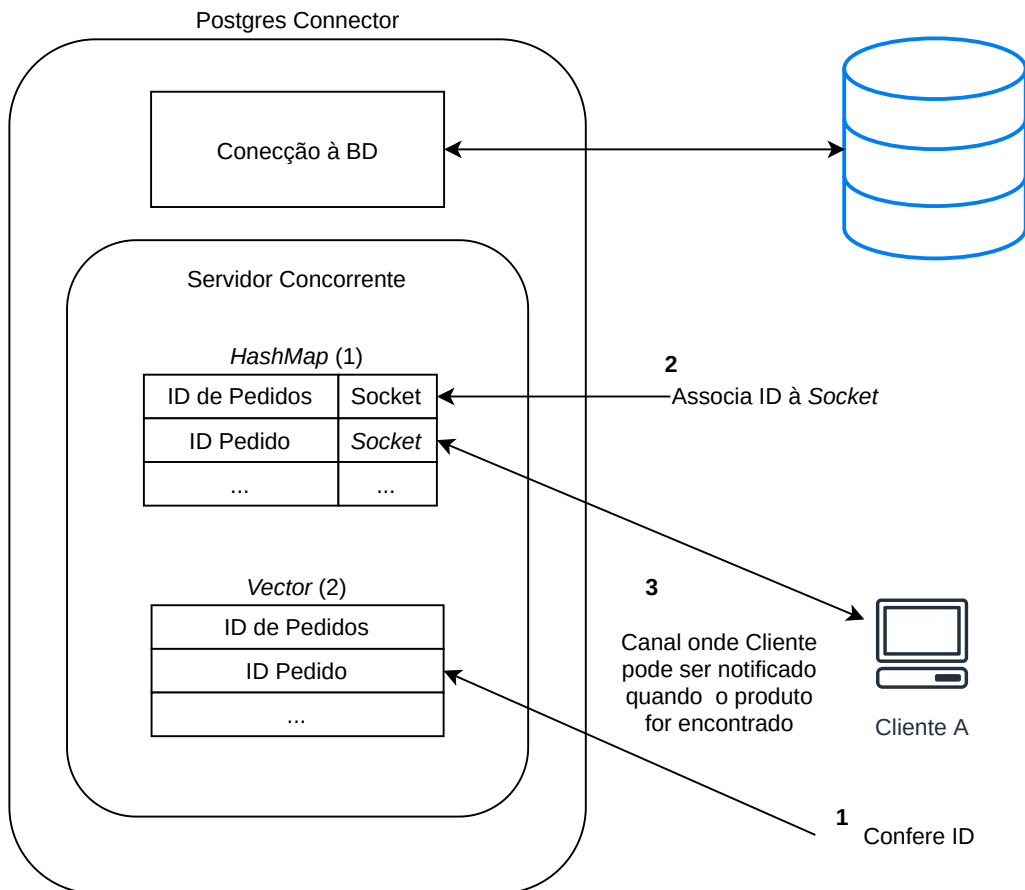 Postgres Connector
Conecção à BD
Servidor Concorrente
HashMap (1)
ID de Pedidos
Socket
ID Pedido
Socket
...
...
2
Associa ID à Socket
Vector (2)
ID de Pedidos
ID Pedido
...
3
Canal onde Cliente
pode ser notificado
quando o produto
for encontrado
Cliente A
1
Confere ID